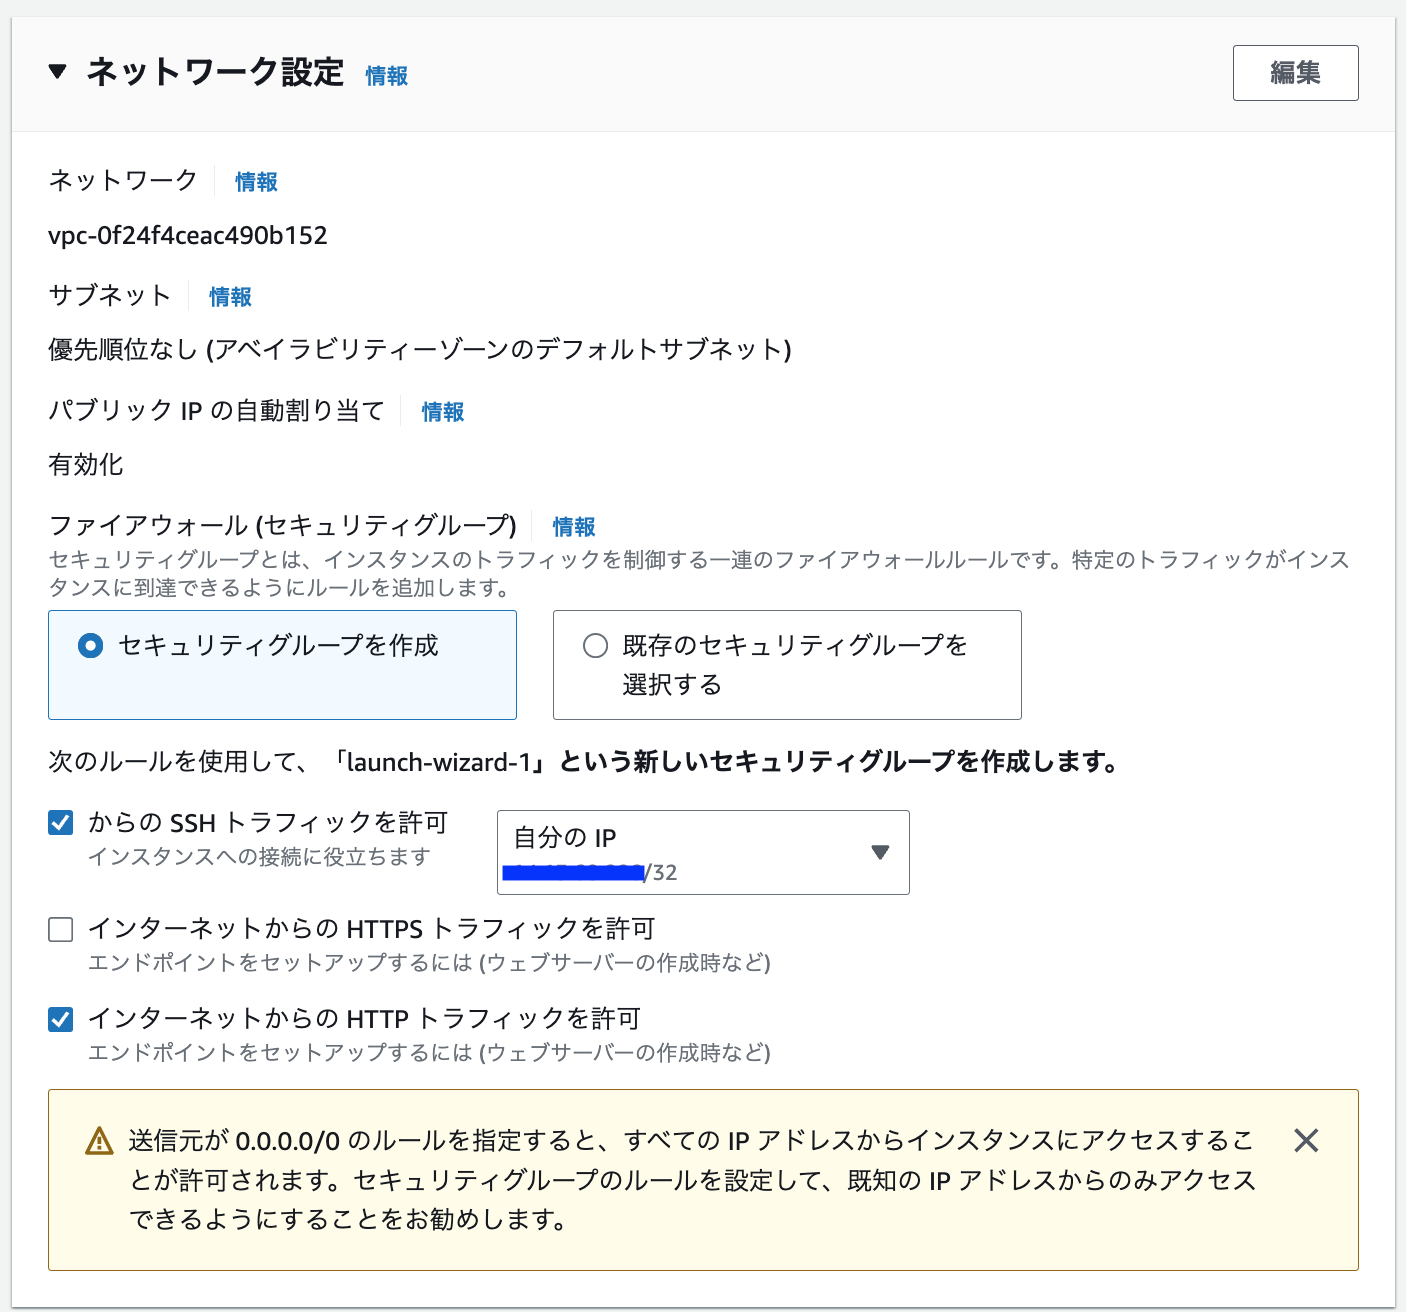 ネットワーク設定 情報
編集
ネットワーク 情報
vpc-0f24f4ceac490b152
サブネット 情報
優先順位なし (アベイラビリティーゾーンのデフォルトサブネット)
パブリック IP の自動割り当て 情報
有効化
ファイアウォール (セキュリティグループ) 情報
セキュリティグループとは、インスタンスのトラフィックを制御する一連のファイアウォールルールです。特定のトラフィックがインス
タンスに到達できるようにルールを追加します。
セキュリティグループを作成
既存のセキュリティグループを
選択する
次のルールを使用して、「launch-wizard-1」という新しいセキュリティグループを作成します。
からの SSH トラフィックを許可
インスタンスへの接続に役立ちます
自分の IP
/32
インターネットからの HTTPS トラフィックを許可
エンドポイントをセットアップするには (ウェブサーバーの作成時など)
インターネットからの HTTP トラフィックを許可
エンドポイントをセットアップするには (ウェブサーバーの作成時など)
送信元が 0.0.0.0/0 のルールを指定すると、すべての IP アドレスからインスタンスにアクセスするこ
とが許可されます。セキュリティグループのルールを設定して、既知の IP アドレスからのみアクセス
できるようにすることをお勧めします。